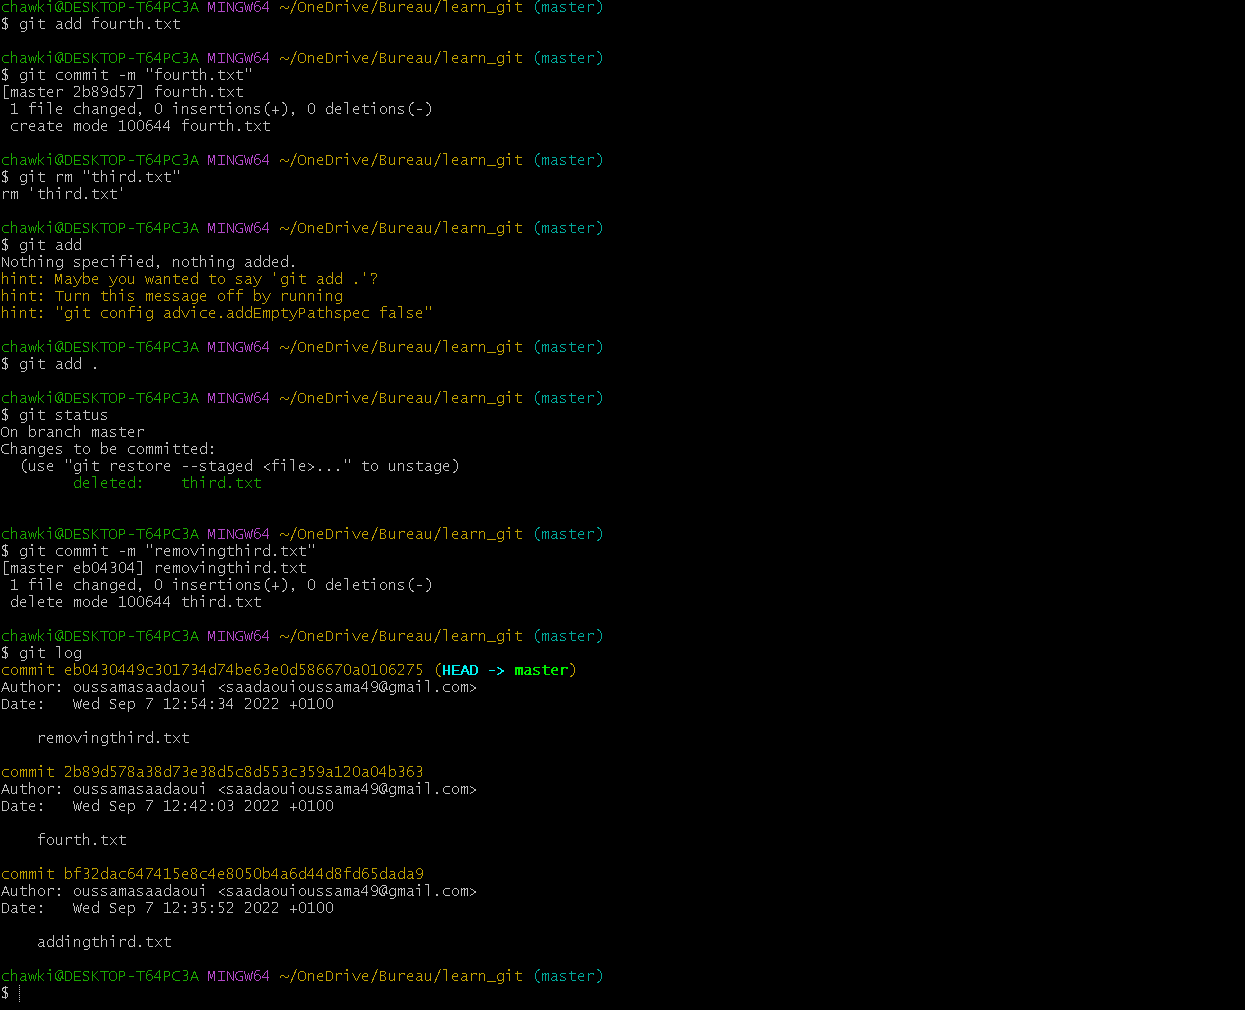 chawki@DESKTOP-T64PC3A MINGW64 ~/OneDrive/Bureau/learn_git (master)
$ git add fourth.txt
chawki@DESKTOP-T64PC3A MINGW64 ~/OneDrive/Bureau/learn_git (master)
$ git commit -m "fourth.txt"
[master 2b89d57] fourth.txt
 1 file changed, 0 insertions(+), 0 deletions(-)
 create mode 100644 fourth.txt
chawki@DESKTOP-T64PC3A MINGW64 ~/OneDrive/Bureau/learn_git (master)
$ git rm "third.txt"
rm 'third.txt'
chawki@DESKTOP-T64PC3A MINGW64 ~/OneDrive/Bureau/learn_git (master)
$ git add
Nothing specified, nothing added.
hint: Maybe you wanted to say 'git add .'?
hint: Turn this message off by running
hint: "git config advice.addEmptyPathspec false"
chawki@DESKTOP-T64PC3A MINGW64 ~/OneDrive/Bureau/learn_git (master)
$ git add .
chawki@DESKTOP-T64PC3A MINGW64 ~/OneDrive/Bureau/learn_git (master)
$ git status
On branch master
Changes to be committed:
  (use "git restore --staged <file>..." to unstage)
        deleted:    third.txt
chawki@DESKTOP-T64PC3A MINGW64 ~/OneDrive/Bureau/learn_git (master)
$ git commit -m "removingthird.txt"
[master eb04304] removingthird.txt
 1 file changed, 0 insertions(+), 0 deletions(-)
 delete mode 100644 third.txt
chawki@DESKTOP-T64PC3A MINGW64 ~/OneDrive/Bureau/learn_git (master)
$ git log
commit eb0430449c301734d74be63e0d586670a0106275 (HEAD -> master)
Author: oussamasaadaoui <saadaouioussama49@gmail.com>
Date:   Wed Sep 7 12:54:34 2022 +0100
    removingthird.txt
commit 2b89d578a38d73e38d5c8d553c359a120a04b363
Author: oussamasaadaoui <saadaouioussama49@gmail.com>
Date:   Wed Sep 7 12:42:03 2022 +0100
    fourth.txt
commit bf32dac647415e8c4e8050b4a6d44d8fd65dada9
Author: oussamasaadaoui <saadaouioussama49@gmail.com>
Date:   Wed Sep 7 12:35:52 2022 +0100
    addingthird.txt
chawki@DESKTOP-T64PC3A MINGW64 ~/OneDrive/Bureau/learn_git (master)
$